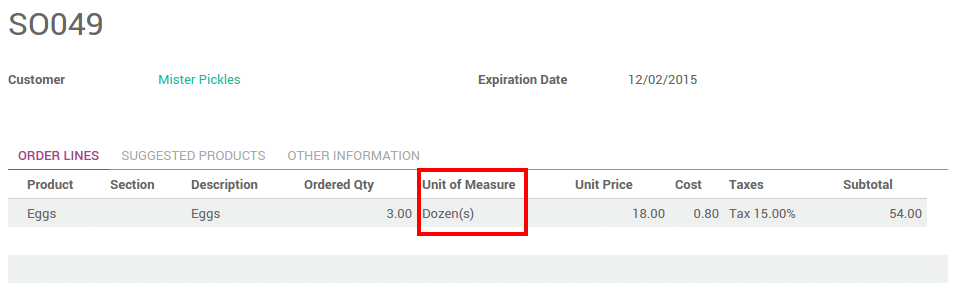 SO049
Customer Mister Pickles Expiration Date 12/02/2015
ORDER LINES SUGGESTED PRODUCTS OTHER INFORMATION
Product Section Description Ordered Qty Unit of Measure Unit Price Cost Taxes Subtotal
Eggs Eggs 3.00 Dozen(s) 18.00 0.80 Tax 15.00% 54.00